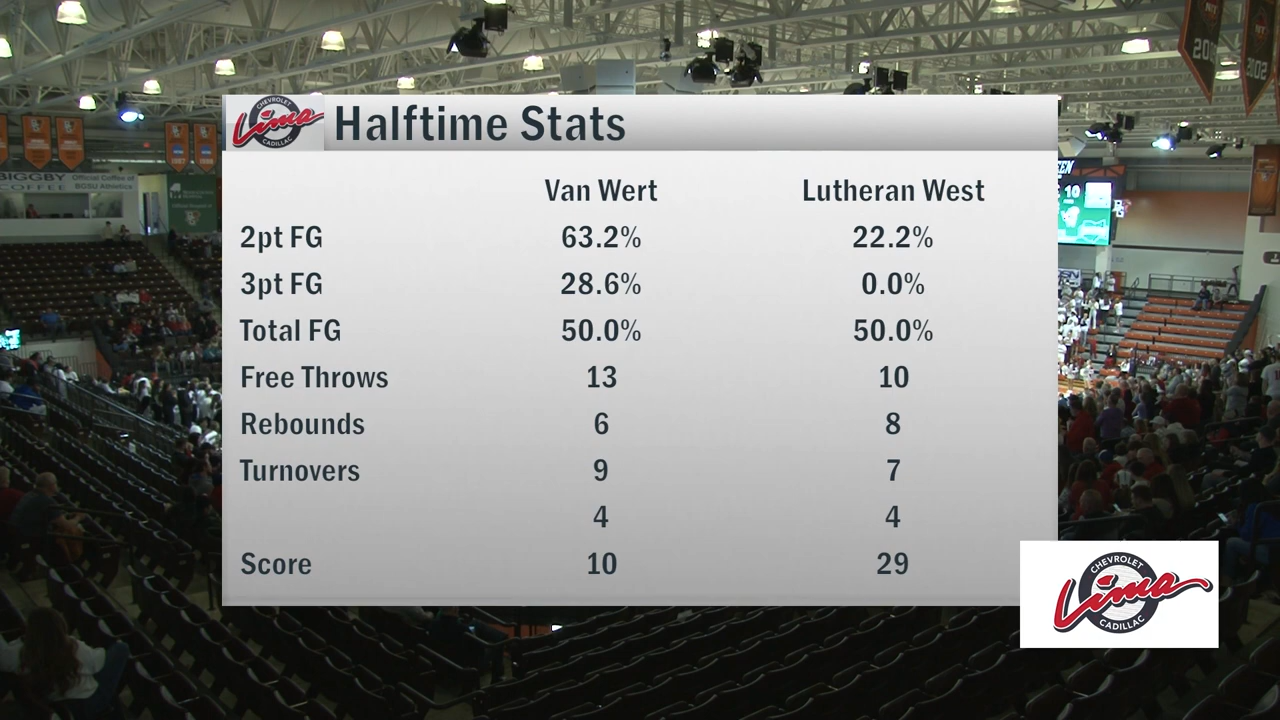 CHEVROLET
Lima
CADILLAC
Halftime Stats
Van Wert Lutheran West
2pt FG 63.2% 22.2%
3pt FG 28.6% 0.0%
Total FG 50.0% 50.0%
Free Throws 13 10
Rebounds 6 8
Turnovers 9 7
4 4
Score 10 29
BIGGBY
COFFEE
Official Coffee of
BGSU Athletics
2002
10
CHEVROLET
Lima
CADILLAC